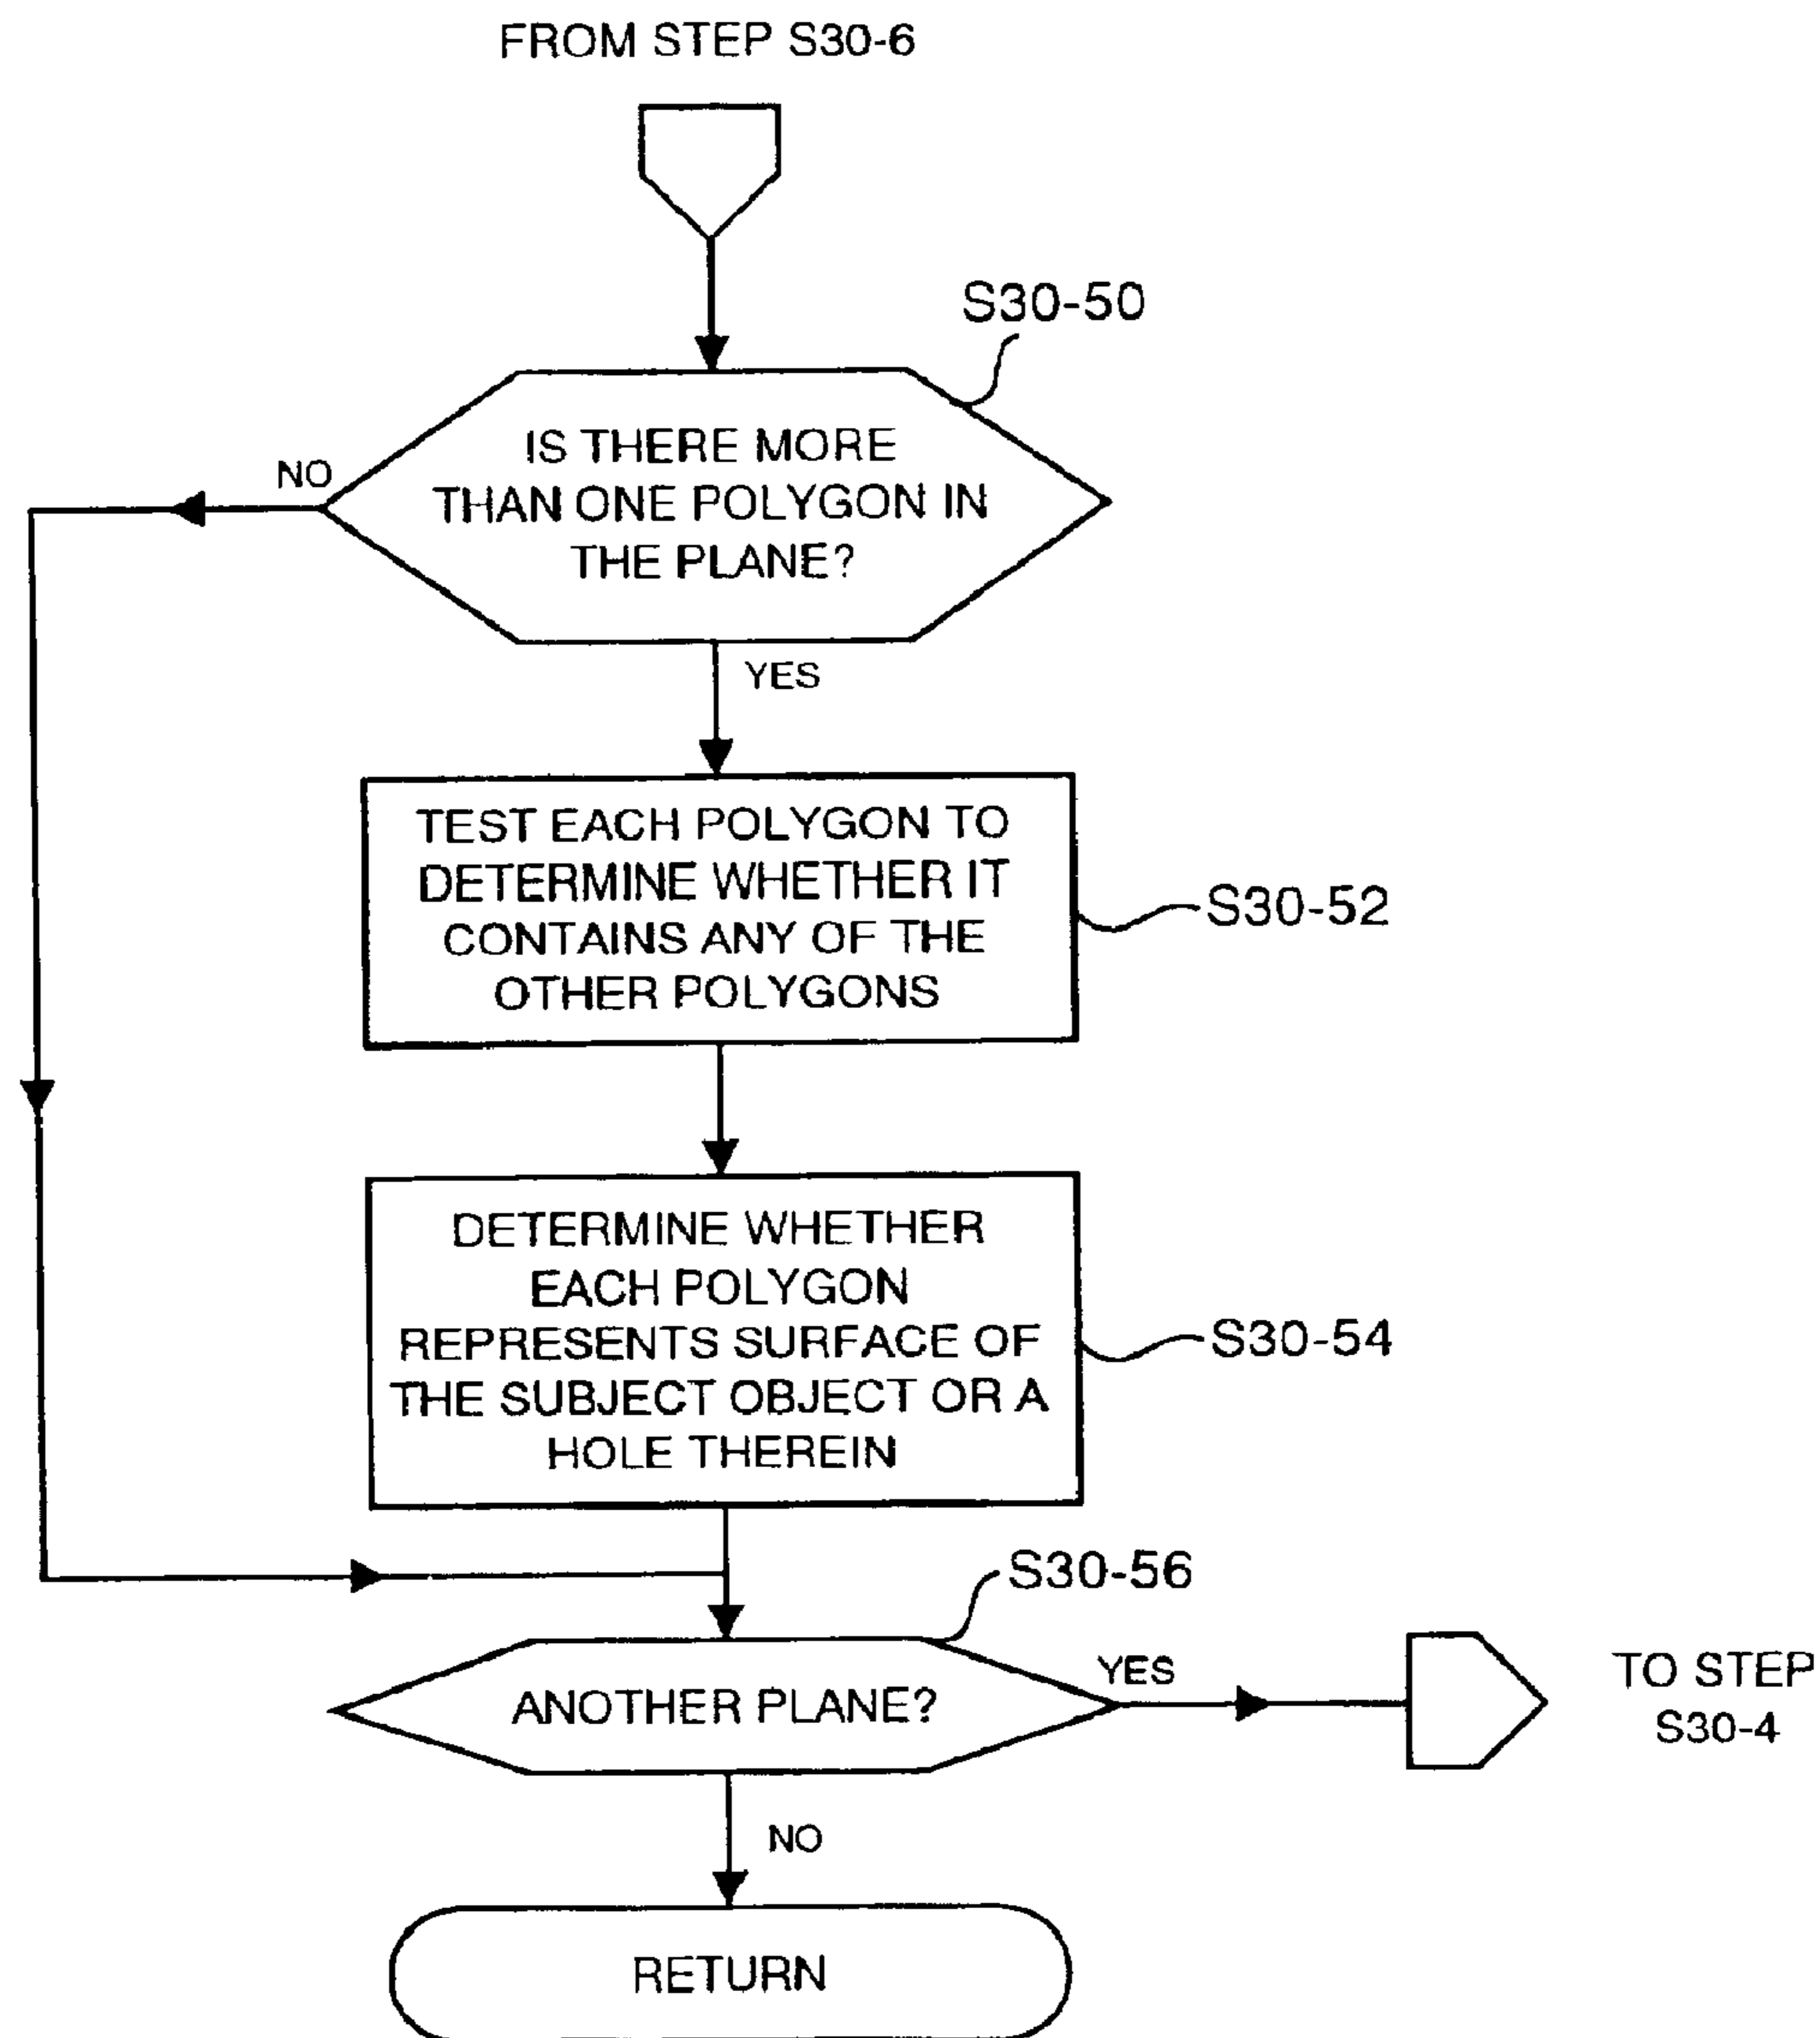 FROM STEP S30-6
S30-50
IS THERE MORE
THAN ONE POLYGON IN
THE PLANE?
NO
YES
TEST EACH POLYGON TO
DETERMINE WHETHER IT
CONTAINS ANY OF THE
OTHER POLYGONS
S30-52
DETERMINE WHETHER
EACH POLYGON
REPRESENTS SURFACE OF
THE SUBJECT OBJECT OR A
HOLE THEREIN
S30-54
S30-56
ANOTHER PLANE?
YES
TO STEP
S30-4
NO
RETURN